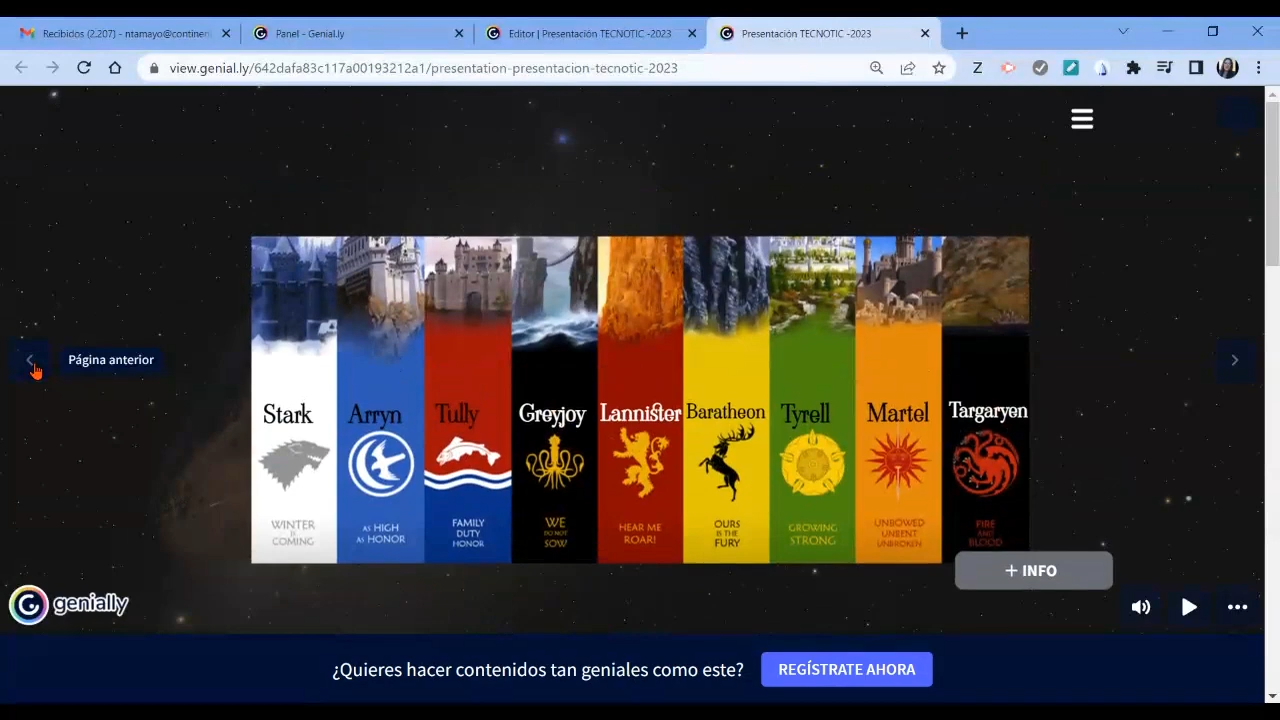 Recibidos (2.207) - ntamayo@continen
Panel - Genial.ly
Editor | Presentación TECNOTIC -2023
Presentación TECNOTIC -2023
view.genial.ly/642dafa83c117a00193212a1/presentation-presentacion-tecnotic-2023
Z
Página anterior
Stark
Arryn
Tully
Greyjoy
Lannister
Baratheon
Tyrell
Martel
Targaryen
WINTER
IS
COMING
AS HIGH
AS HONOR
FAMILY
DUTY
HONOR
WE
DO NOT
SOW
HEAR ME
ROAR!
OURS
IS THE
FURY
GROWING
STRONG
UNBOWED
UNBENT
UNBROKEN
FIRE
AND
BLOOD
+ INFO
genially
¿Quieres hacer contenidos tan geniales como este?
REGÍSTRATE AHORA